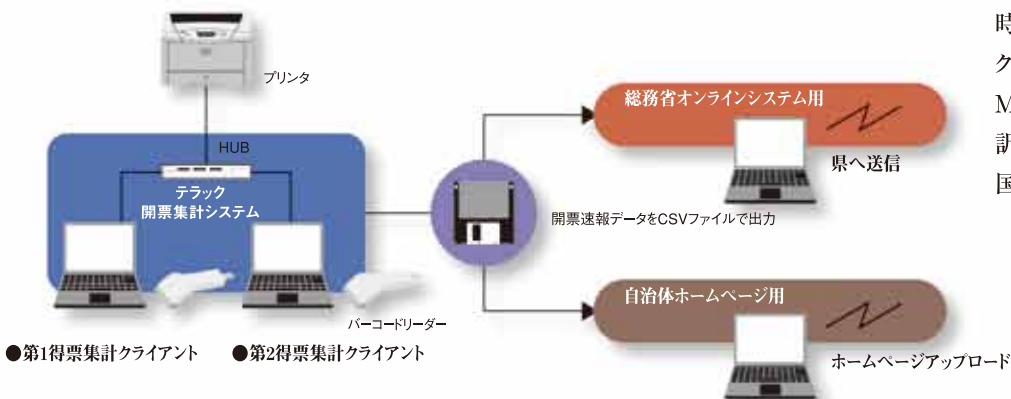 プリンタ
HUB
テラック
開票集計システム
バーコードリーダー
●第1得票集計クライアント
●第2得票集計クライアント
開票速報データをCSVファイルで出力
総務省オンラインシステム用
県へ送信
自治体ホームページ用
ホームページアップロード
時
ク
M
訳
国